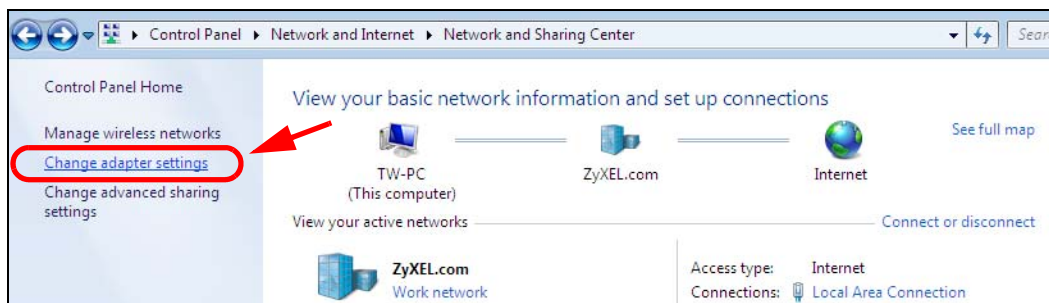 Control Panel ▸ Network and Internet ▸ Network and Sharing Center
Control Panel Home
Manage wireless networks
Change adapter settings
Change advanced sharing
settings
View your basic network information and set up connections
See full map
TW-PC
(This computer)
ZyXEL.com
Internet
View your active networks
Connect or disconnect
ZyXEL.com
Work network
Access type: Internet
Connections: Local Area Connection